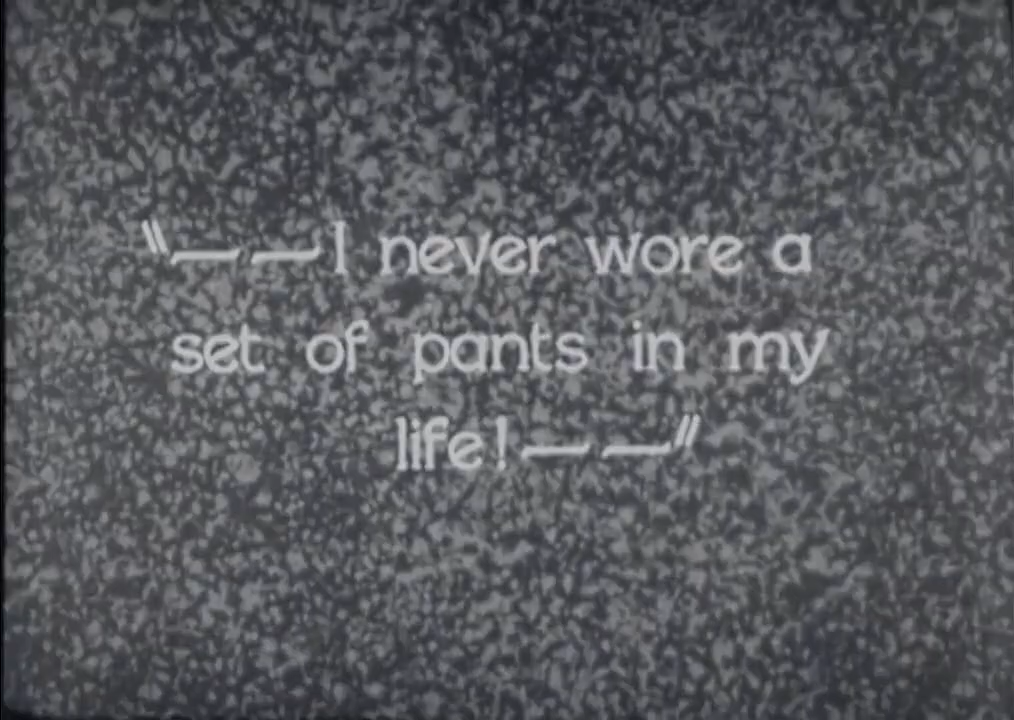 "— —I never wore a
set of pants in my
life!— —"